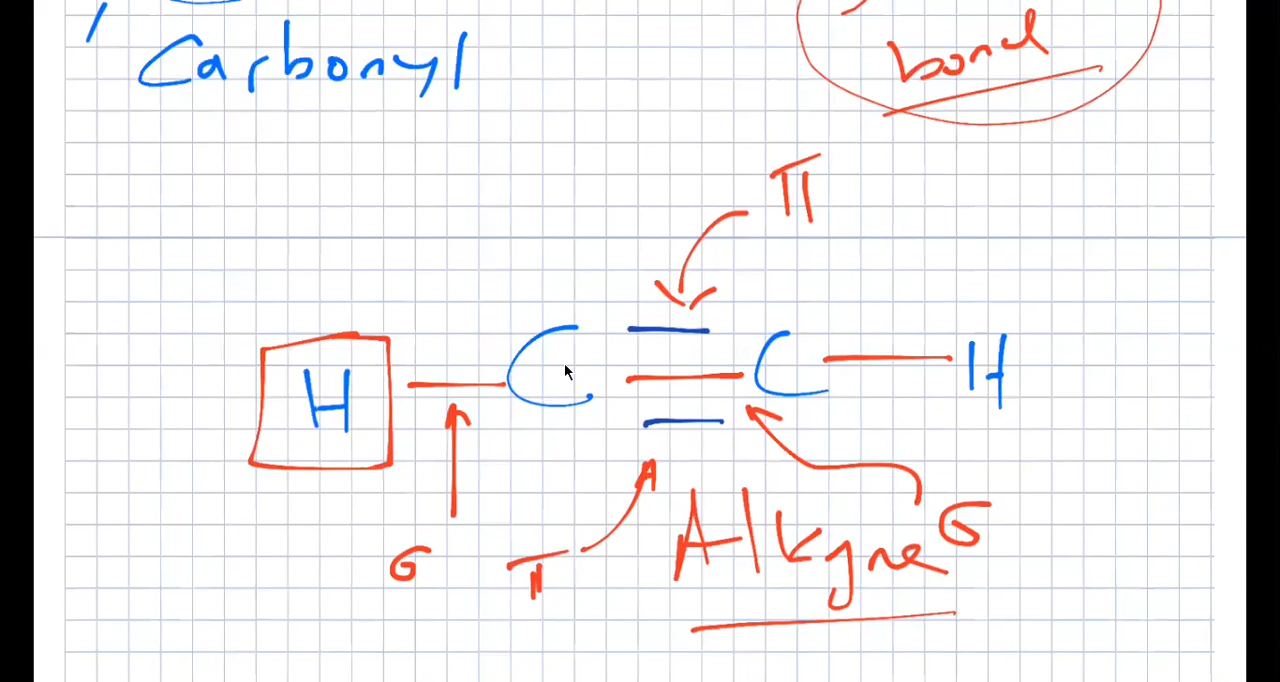 Carbonyl
bond
π
H — C ≡ C — H
σ π Alkyne σ